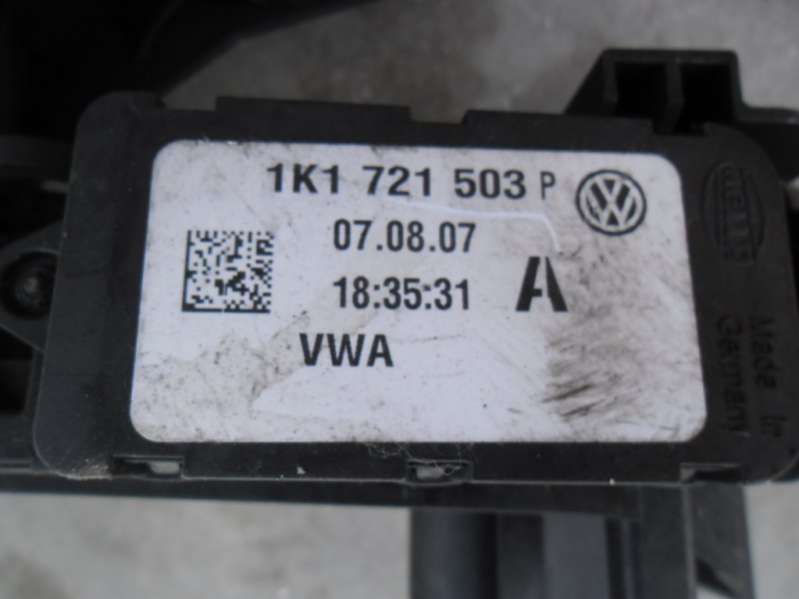 1K1 721 503 P
07.08.07
18:35:31 A
VWA
HELLA
Made in
Germany